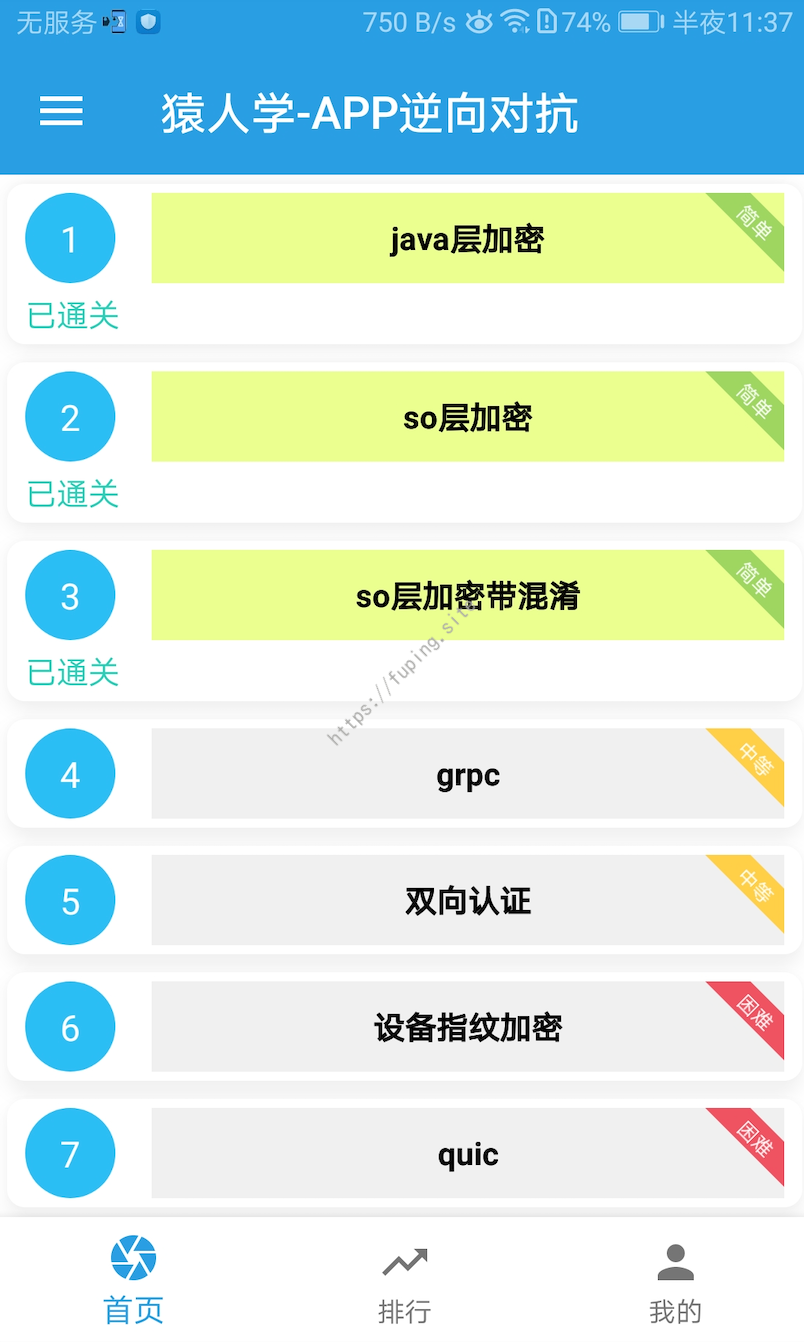 无服务 750 B/s 74% 半夜11:37
猿人学-APP逆向对抗
1 java层加密 简单
已通关
2 so层加密 简单
已通关
3 so层加密带混淆 简单
已通关
https://fuping.site
4 grpc 中等
5 双向认证 中等
6 设备指纹加密 困难
7 quic 困难
首页 排行 我的